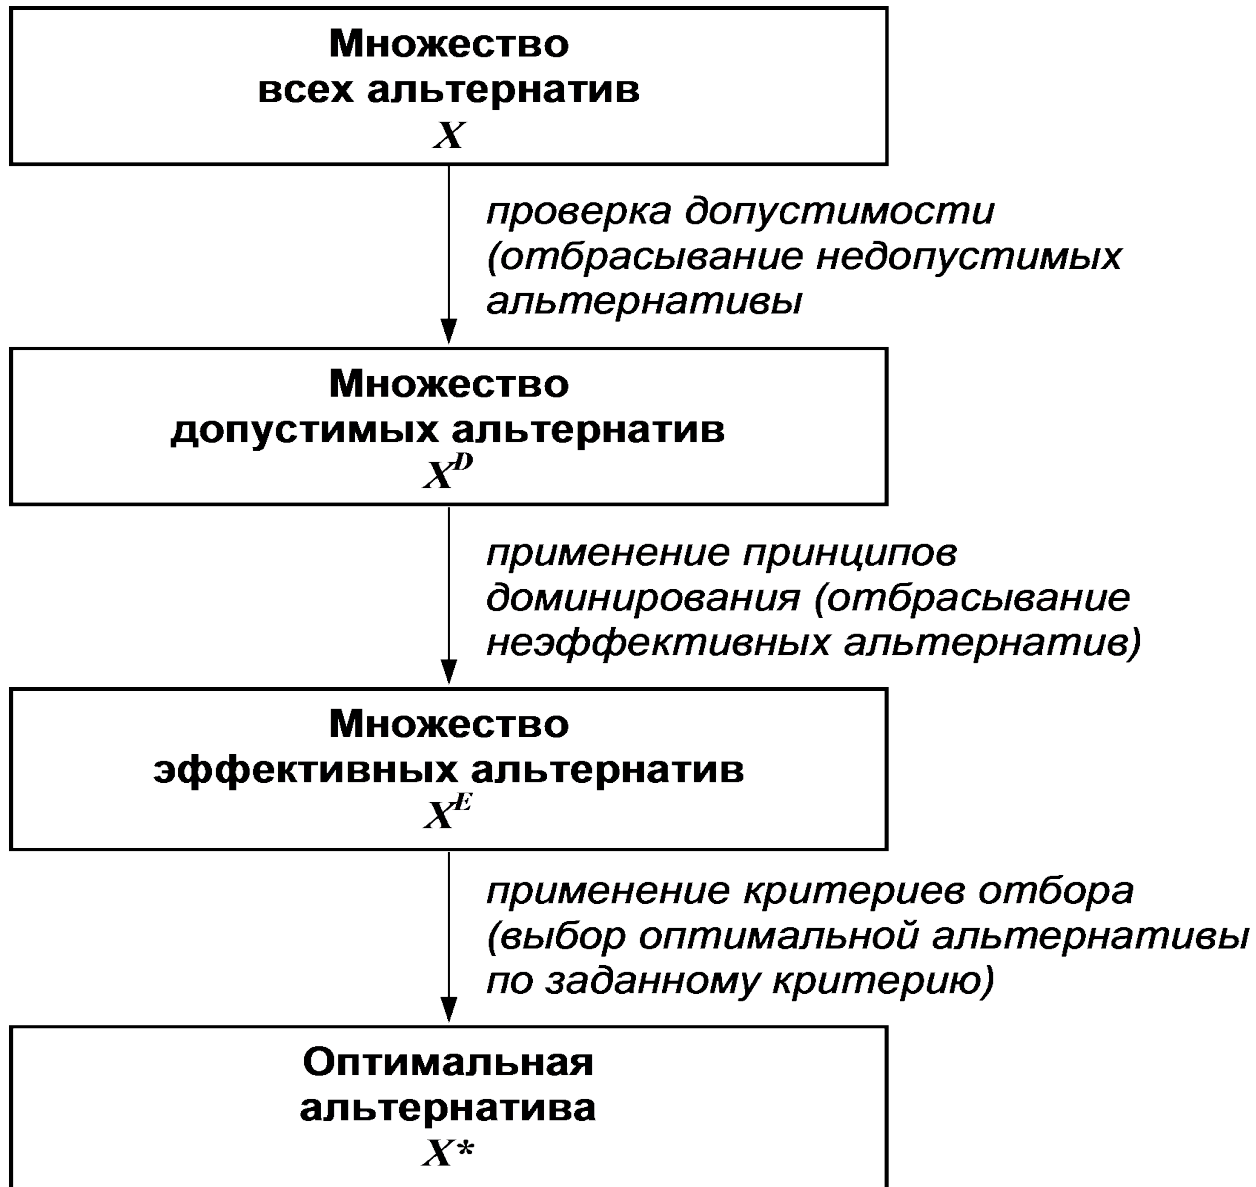 Множество
всех альтернатив
X
проверка допустимости
(отбрасывание недопустимых
альтернативы
Множество
допустимых альтернатив
X^D
применение принципов
доминирования (отбрасывание
неэффективных альтернатив)
Множество
эффективных альтернатив
X^E
применение критериев отбора
(выбор оптимальной альтернативы
по заданному критерию)
Оптимальная
альтернатива
X*